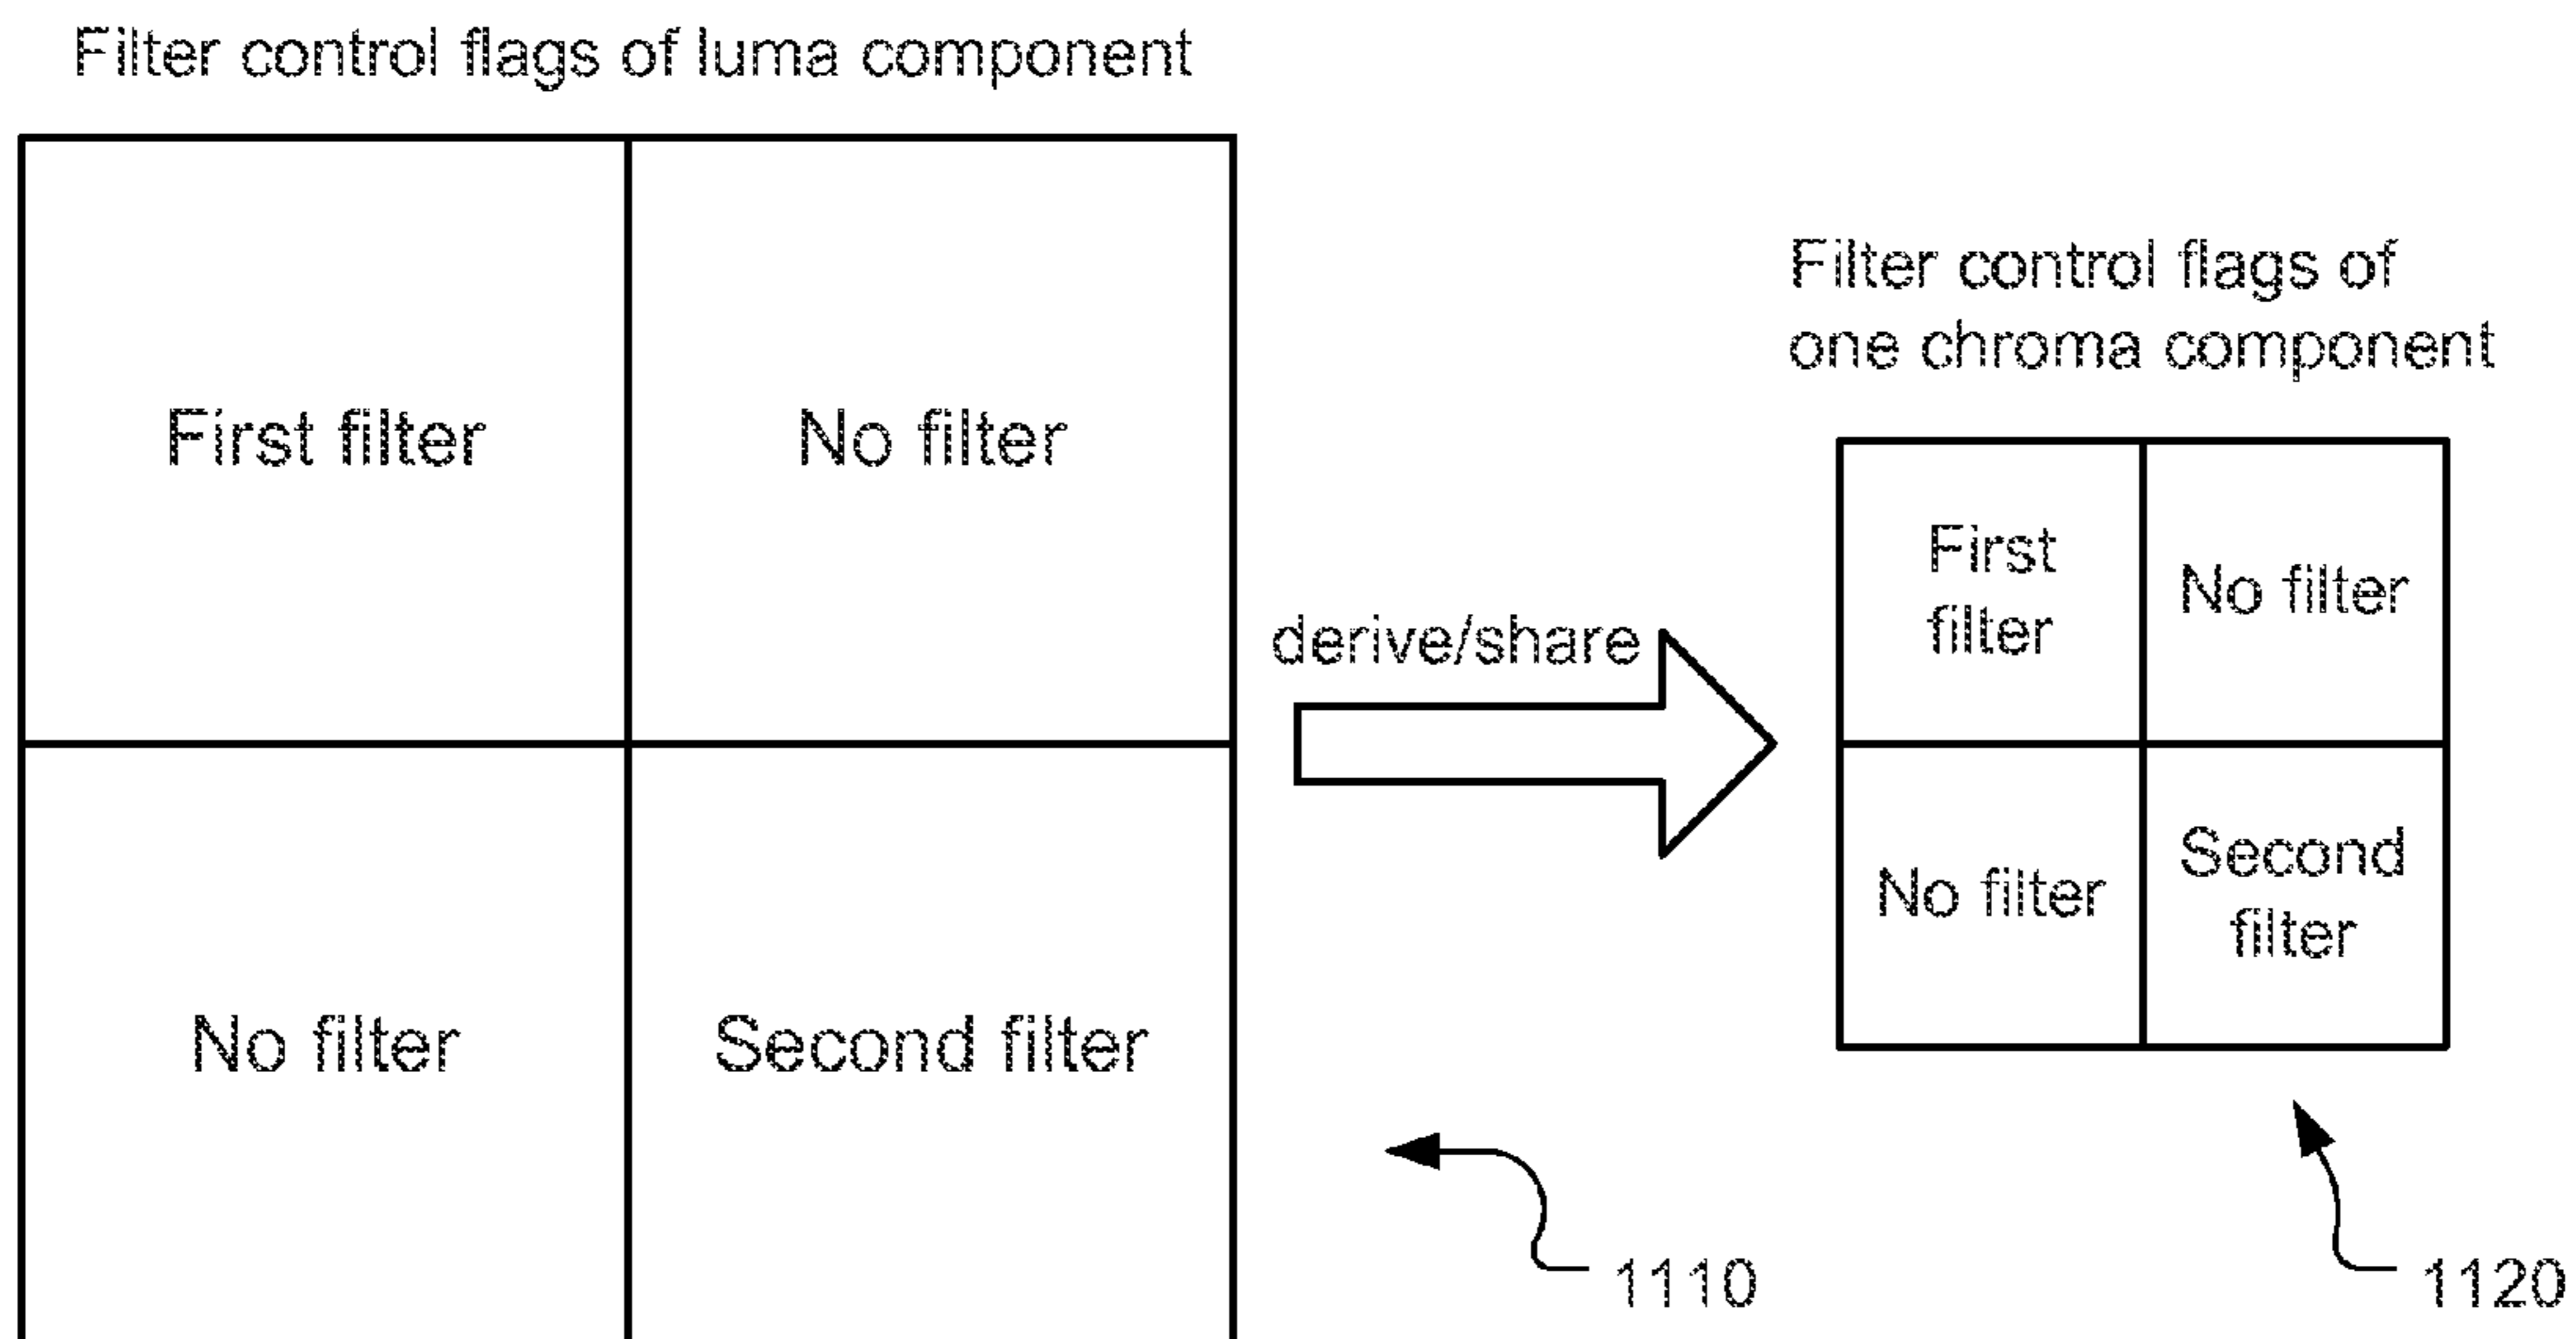 Filter control flags of luma component
First filter
No filter
No filter
Second filter
derive/share
1110
Filter control flags of
one chroma component
First
filter
No filter
No filter
Second
filter
1120